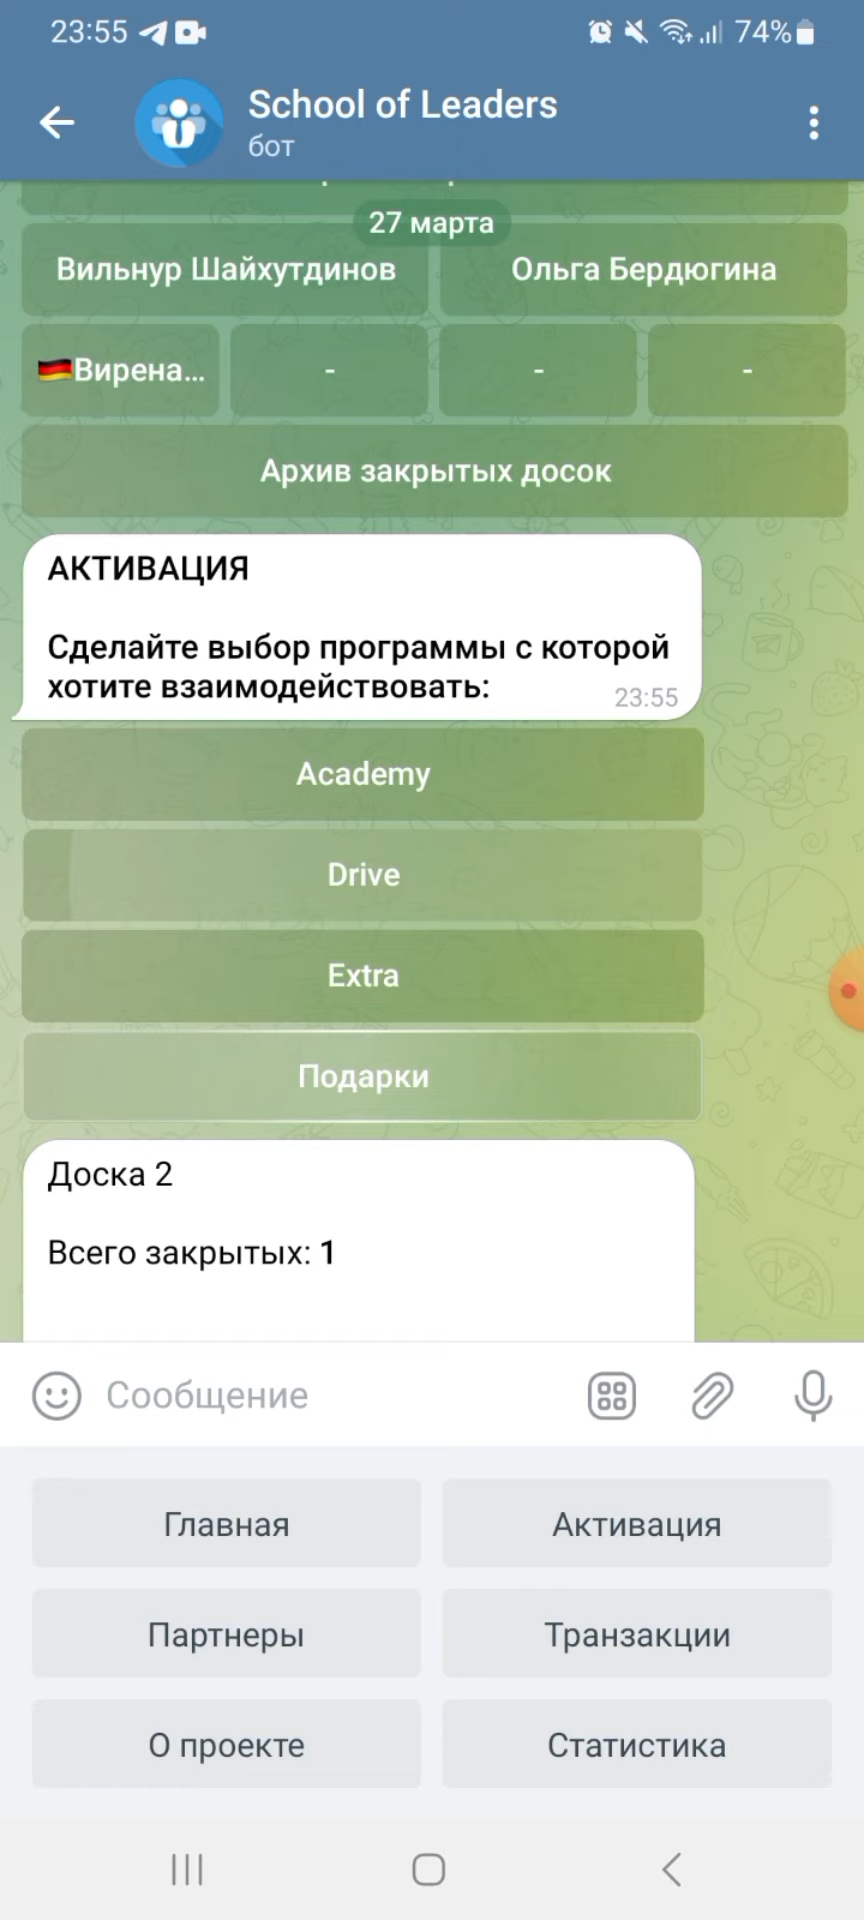 23:55
74%
School of Leaders
бот
27 марта
Вильнур Шайхутдинов
Ольга Бердюгина
🇩🇪Вирена...
-
-
-
Архив закрытых досок
АКТИВАЦИЯ
Сделайте выбор программы с которой
хотите взаимодействовать:
23:55
Academy
Drive
Extra
Подарки
Доска 2
Всего закрытых: 1
Сообщение
Главная
Активация
Партнеры
Транзакции
О проекте
Статистика